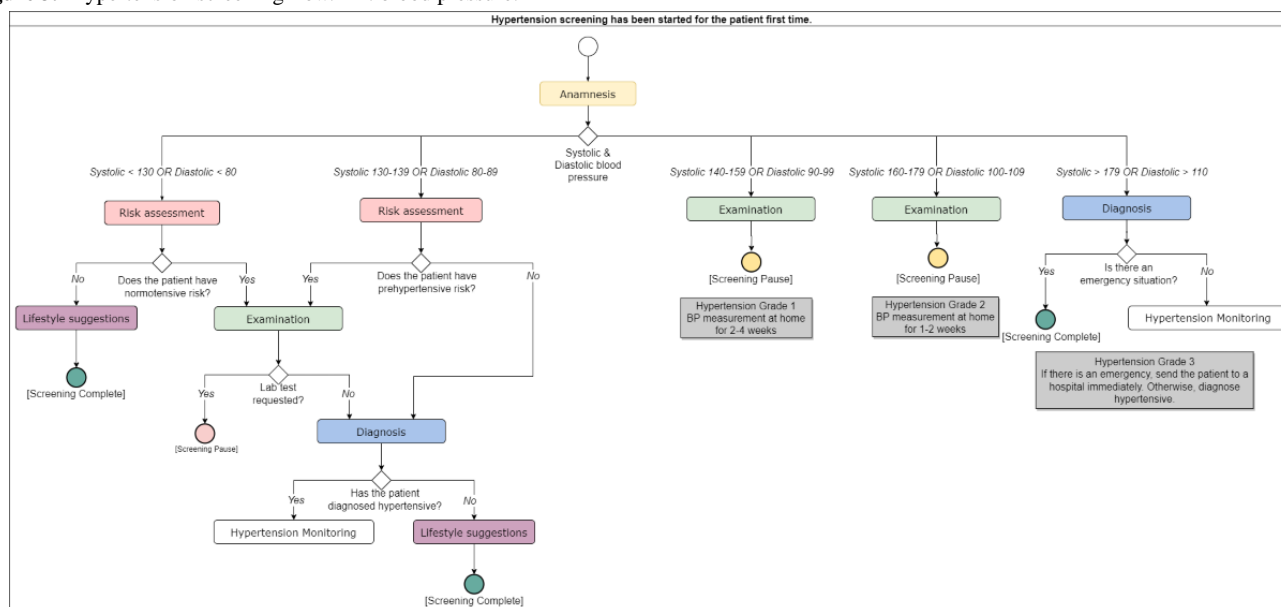 Hypertension screening has been started for the patient first time.
Anamnesis
Systolic &
Diastolic blood
pressure
Systolic < 130 OR Diastolic < 80
Systolic 130-139 OR Diastolic 80-89
Systolic 140-159 OR Diastolic 90-99
Systolic 160-179 OR Diastolic 100-109
Systolic > 179 OR Diastolic > 110
Risk assessment
Risk assessment
Examination
Examination
Diagnosis
No
Does the patient have
normotensive risk?
Yes
Yes
Does the patient have
prehypertensive risk?
No
[Screening Pause]
[Screening Pause]
Yes
Is there an
emergency situation?
No
Lifestyle suggestions
Examination
Hypertension Grade 1
BP measurement at home
for 2-4 weeks
Hypertension Grade 2
BP measurement at home
for 1-2 weeks
Hypertension Monitoring
[Screening Complete]
Hypertension Grade 3
If there is an emergency, send the patient to a
hospital immediately. Otherwise, diagnose
hypertensive.
[Screening Complete]
Yes
Lab test
requested?
No
[Screening Pause]
Diagnosis
Yes
Has the patient
diagnosed hypertensive?
No
Hypertension Monitoring
Lifestyle suggestions
[Screening Complete]